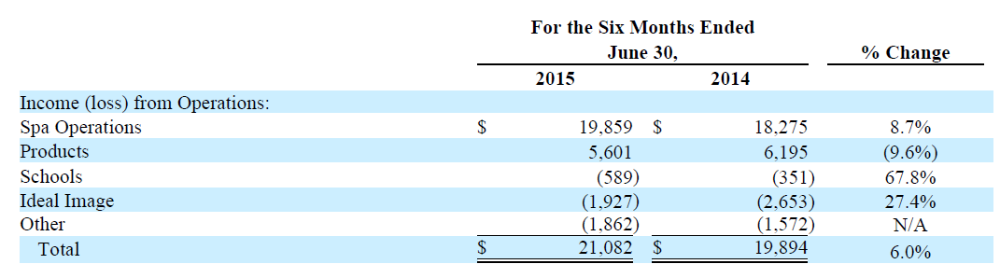 For the Six Months Ended
June 30, % Change
2015 2014
Income (loss) from Operations:
Spa Operations $ 19,859 $ 18,275 8.7%
Products 5,601 6,195 (9.6%)
Schools (589) (351) 67.8%
Ideal Image (1,927) (2,653) 27.4%
Other (1,862) (1,572) N/A
Total $ 21,082 $ 19,894 6.0%